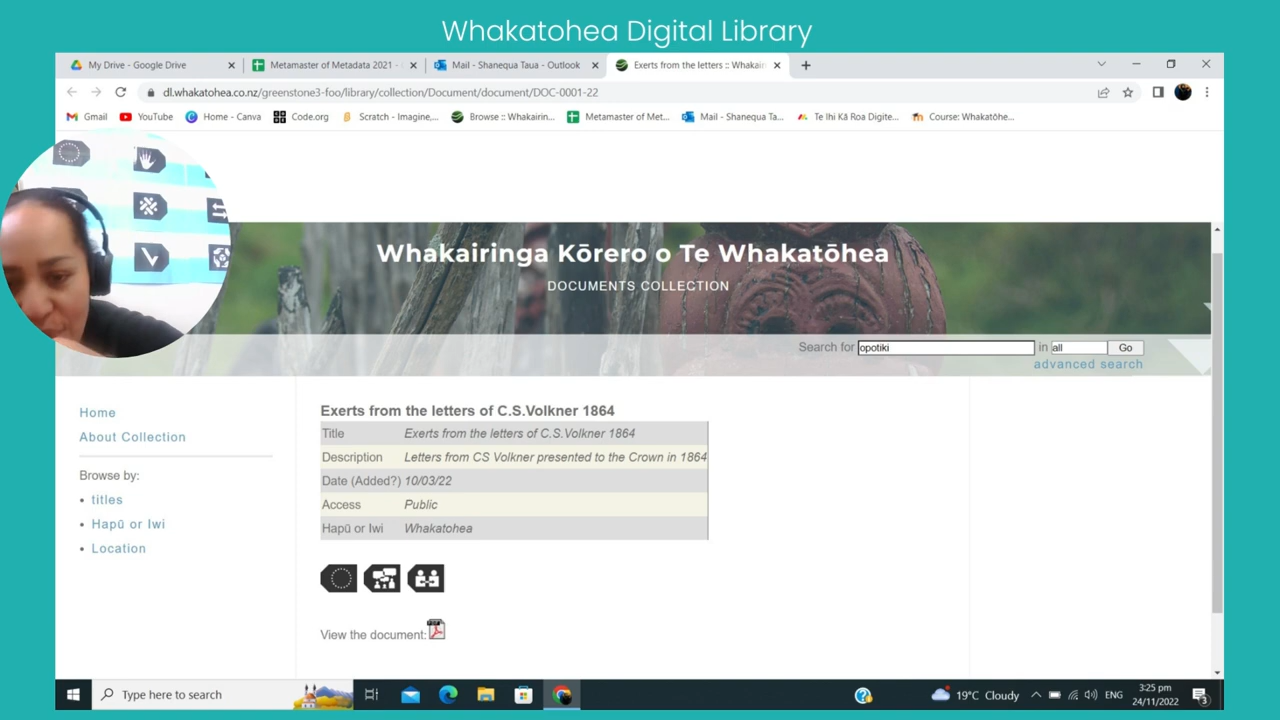 Whakatohea Digital Library
My Drive - Google Drive
Metamaster of Metadata 2021 -
Mail - Shanequa Taua - Outlook
Exerts from the letters :: Whakair
dl.whakatohea.co.nz/greenstone3-foo/library/collection/Document/document/DOC-0001-22
Gmail
YouTube
Home - Canva
Code.org
Scratch - Imagine,...
Browse :: Whakairin...
Metamaster of Met...
Mail - Shanequa Ta...
Te Ihi Kā Roa Digite...
Course: Whakatōhe...
Whakairinga Kōrero o Te Whakatōhea
DOCUMENTS COLLECTION
Search for opotiki in all Go
advanced search
Home
About Collection
Browse by:
titles
Hapū or Iwi
Location
Exerts from the letters of C.S.Volkner 1864
Title Exerts from the letters of C.S.Volkner 1864
Description Letters from CS Volkner presented to the Crown in 1864
Date (Added?) 10/03/22
Access Public
Hapū or Iwi Whakatohea
View the document:
Type here to search
19°C Cloudy
ENG
3:25 pm
24/11/2022
3